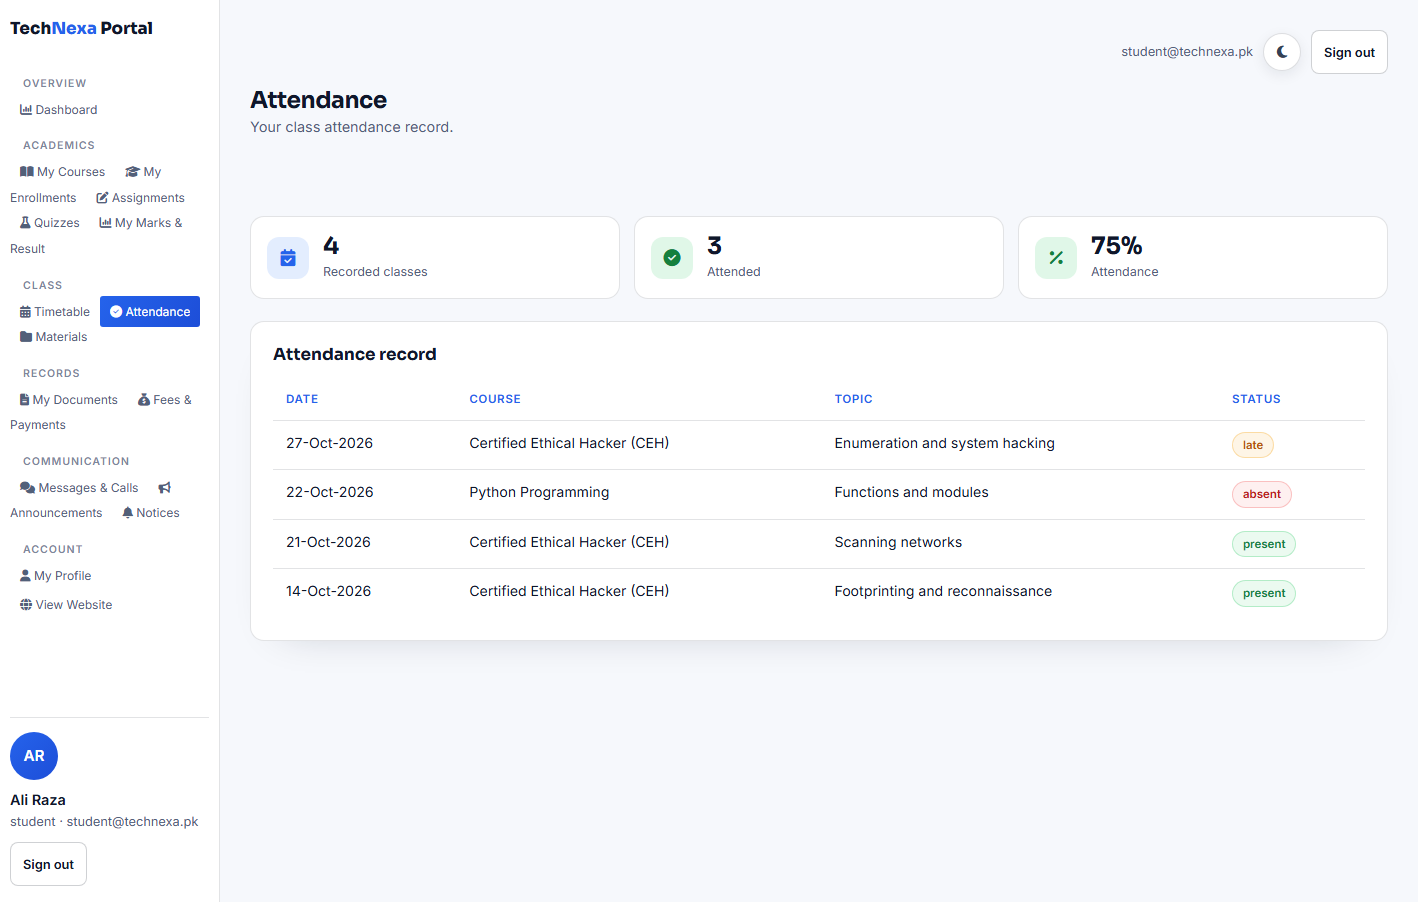 TechNexa Portal
OVERVIEW
Dashboard
ACADEMICS
My Courses My
Enrollments Assignments
Quizzes My Marks &
Result
CLASS
Timetable Attendance
Materials
RECORDS
My Documents Fees &
Payments
COMMUNICATION
Messages & Calls
Announcements Notices
ACCOUNT
My Profile
View Website
AR
Ali Raza
student · student@technexa.pk
Sign out
student@technexa.pk Sign out
Attendance
Your class attendance record.
4
Recorded classes
3
Attended
75%
Attendance
Attendance record
DATE COURSE TOPIC STATUS
27-Oct-2026 Certified Ethical Hacker (CEH) Enumeration and system hacking late
22-Oct-2026 Python Programming Functions and modules absent
21-Oct-2026 Certified Ethical Hacker (CEH) Scanning networks present
14-Oct-2026 Certified Ethical Hacker (CEH) Footprinting and reconnaissance present